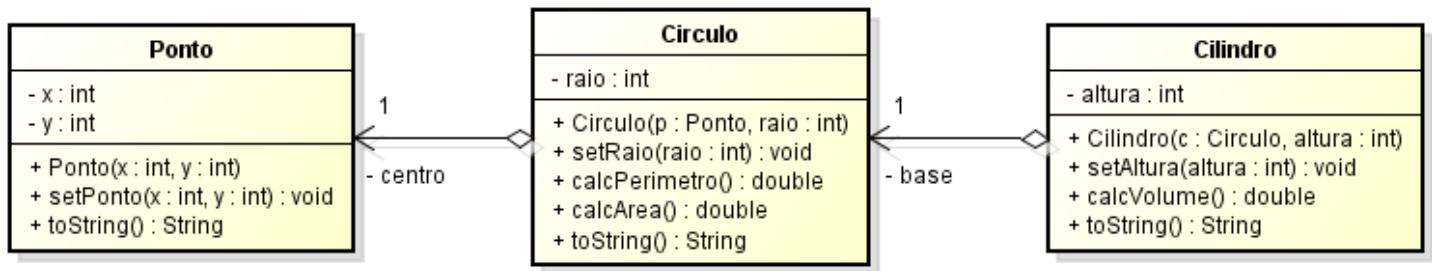 Ponto
- x : int
- y : int
+ Ponto(x : int, y : int)
+ setPonto(x : int, y : int) : void
+ toString() : String
1
- centro
Circulo
- raio : int
+ Circulo(p : Ponto, raio : int)
+ setRaio(raio : int) : void
+ calcPerimetro() : double
+ calcArea() : double
+ toString() : String
1
- base
Cilindro
- altura : int
+ Cilindro(c : Circulo, altura : int)
+ setAltura(altura : int) : void
+ calcVolume() : double
+ toString() : String